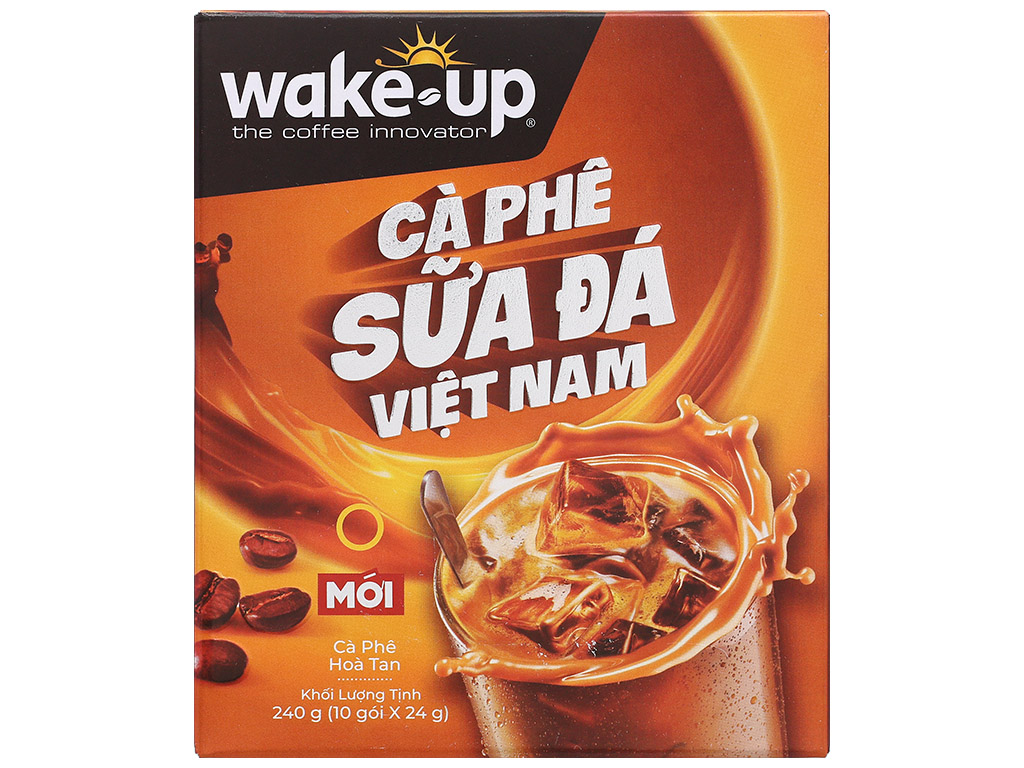 wake-up®
the coffee innovator
CÀ PHÊ
SỮA ĐÁ
VIỆT NAM
MỚI
Cà Phê
Hoà Tan
Khối Lượng Tịnh
240 g (10 gói X 24 g)